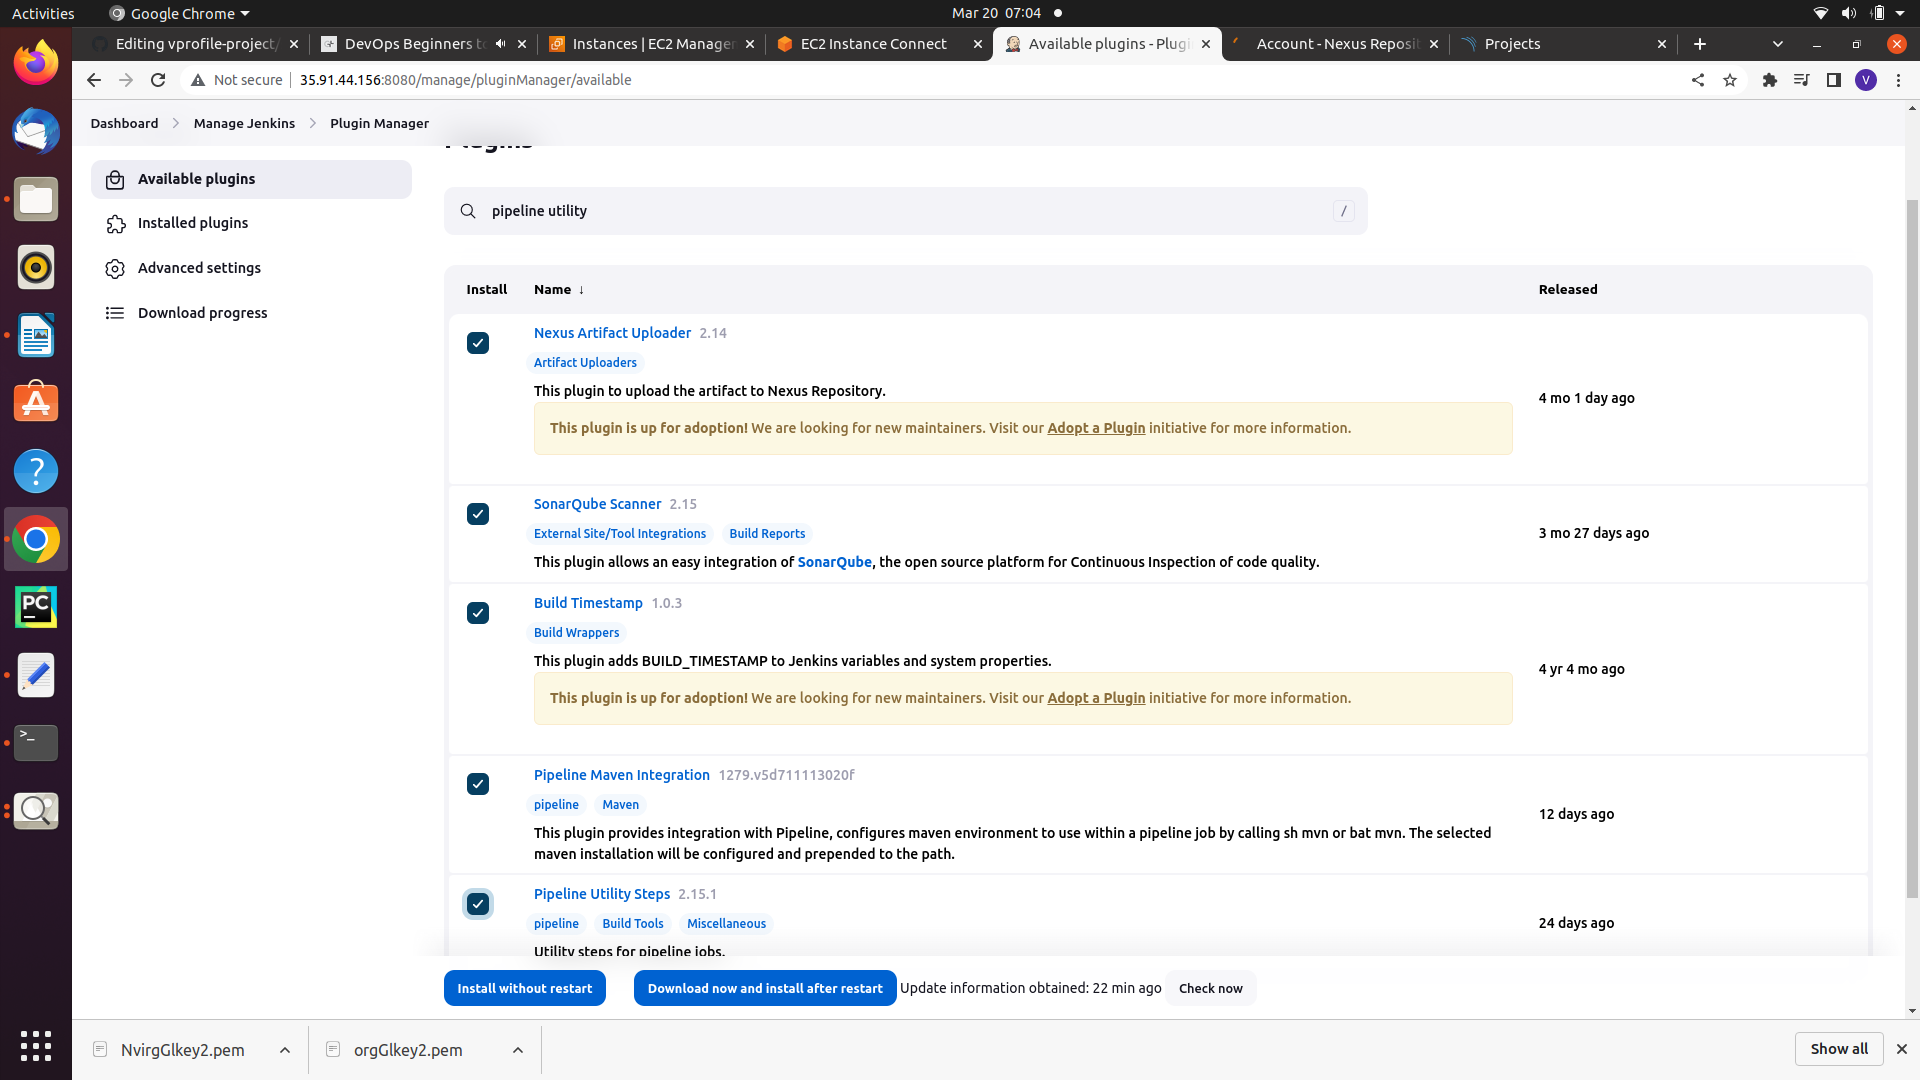 Activities
Google Chrome
Mar 20 07:04
Editing vprofile-project/
DevOps Beginners to
Instances | EC2 Manager
EC2 Instance Connect
Available plugins - Plugi
Account - Nexus Reposit
Projects
Not secure
35.91.44.156:8080/manage/pluginManager/available
V
Dashboard
Manage Jenkins
Plugin Manager
Plugins
Available plugins
Installed plugins
Advanced settings
Download progress
pipeline utility
/
Install
Name ↓
Released
Nexus Artifact Uploader 2.14
Artifact Uploaders
This plugin to upload the artifact to Nexus Repository.
This plugin is up for adoption! We are looking for new maintainers. Visit our Adopt a Plugin initiative for more information.
4 mo 1 day ago
SonarQube Scanner 2.15
External Site/Tool Integrations
Build Reports
This plugin allows an easy integration of SonarQube, the open source platform for Continuous Inspection of code quality.
3 mo 27 days ago
Build Timestamp 1.0.3
Build Wrappers
This plugin adds BUILD_TIMESTAMP to Jenkins variables and system properties.
This plugin is up for adoption! We are looking for new maintainers. Visit our Adopt a Plugin initiative for more information.
4 yr 4 mo ago
Pipeline Maven Integration 1279.v5d711113020f
pipeline
Maven
This plugin provides integration with Pipeline, configures maven environment to use within a pipeline job by calling sh mvn or bat mvn. The selected
maven installation will be configured and prepended to the path.
12 days ago
Pipeline Utility Steps 2.15.1
pipeline
Build Tools
Miscellaneous
Utility steps for pipeline jobs.
24 days ago
Install without restart
Download now and install after restart
Update information obtained: 22 min ago
Check now
NvirgGlkey2.pem
orgGlkey2.pem
Show all
PC
>_
?